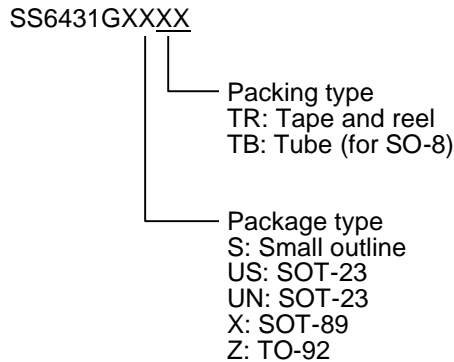 SS6431GXXXX
Packing type
TR: Tape and reel
TB: Tube (for SO-8)
Package type
S: Small outline
US: SOT-23
UN: SOT-23
X: SOT-89
Z: TO-92